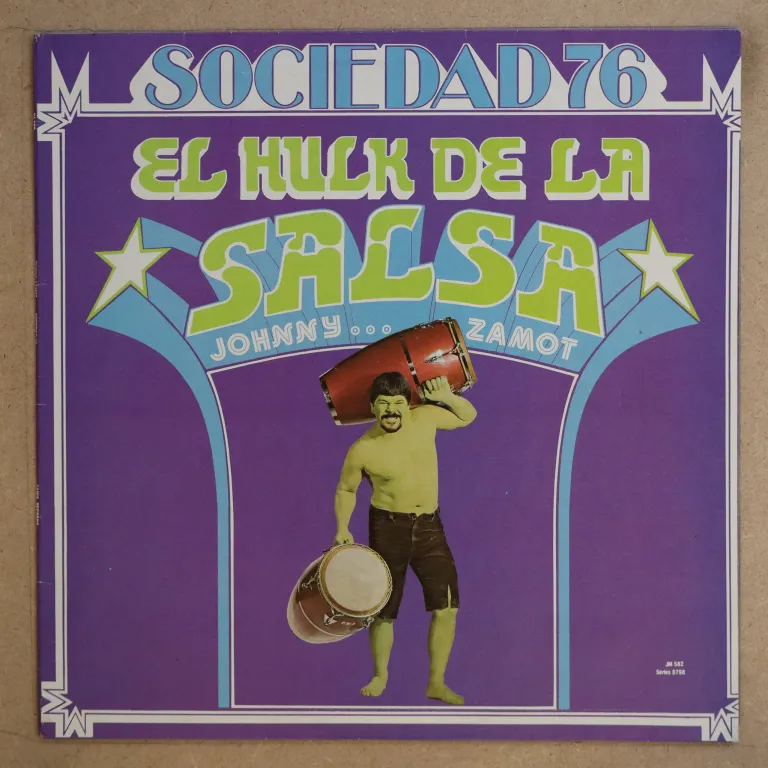 SOCIEDAD 76
EL HULK DE LA
SALSA
JOHNNY... ZAMOT
JM 582
Series 0798